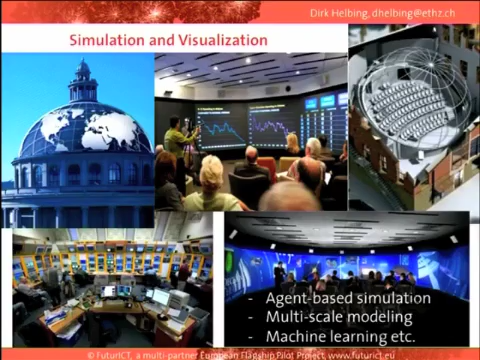 Dirk Helbing, dhelbing@ethz.ch
Simulation and Visualization
- Agent-based simulation
- Multi-scale modeling
- Machine learning etc.
© FuturICT, a multi-partner European Flagship Pilot Project, www.futurict.eu